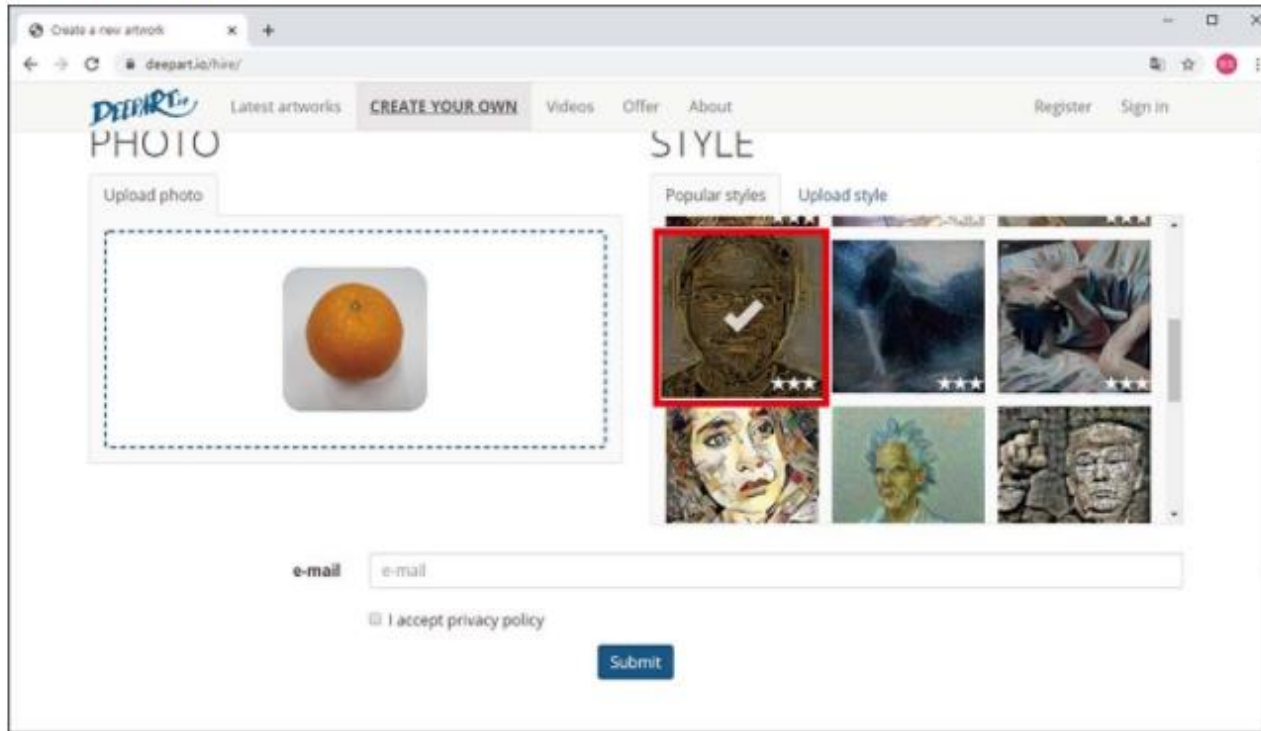 Create a new artwork
deepart.io/hire/
DEEPART.io
Latest artworks
CREATE YOUR OWN
Videos
Offer
About
Register
Sign in
PHOTO
STYLE
Upload photo
Popular styles
Upload style
e-mail
e-mail
I accept privacy policy
Submit